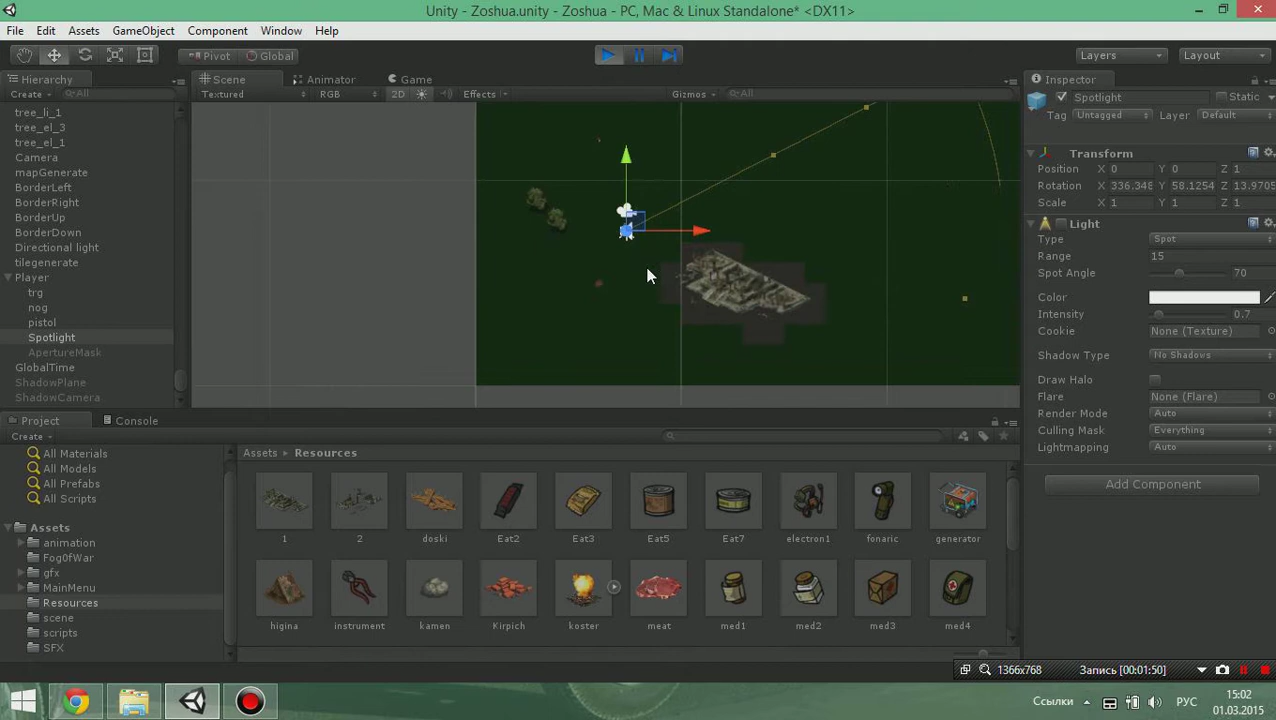 Unity - Zoshua.unity - Zoshua - PC, Mac & Linux Standalone* <DX11>
File Edit Assets GameObject Component Window Help
Pivot Global Layers Layout
Hierarchy Scene Animator Game Inspector
Create All Textured RGB 2D Effects Gizmos All Spotlight Static
Tag Untagged Layer Default
tree_li_1
tree_el_3
tree_el_1
Camera
mapGenerate
BorderLeft
BorderRight
BorderUp
BorderDown
Directional light
tilegenerate
Player
trg
nog
pistol
Spotlight
ApertureMask
GlobalTime
ShadowPlane
ShadowCamera
Transform
Position X 0 Y 0 Z 1
Rotation X 336.348 Y 58.1254 Z 13.9705
Scale X 1 Y 1 Z 1
Light
Type Spot
Range 15
Spot Angle 70
Color
Intensity 0.7
Cookie None (Texture)
Shadow Type No Shadows
Draw Halo
Flare None (Flare)
Render Mode Auto
Culling Mask Everything
Lightmapping Auto
Add Component
Project Console
Create
All Materials
All Models
All Prefabs
All Scripts
Assets
animation
FogOfWar
gfx
MainMenu
Resources
scene
scripts
SFX
Assets Resources
1 2 doski Eat2 Eat3 Eat5 Eat7 electron1 fonaric generator
higina instrument kamen Kirpich koster meat med1 med2 med3 med4
1366x768 Запись [00:01:50]
Ссылки РУС 15:02
01.03.2015